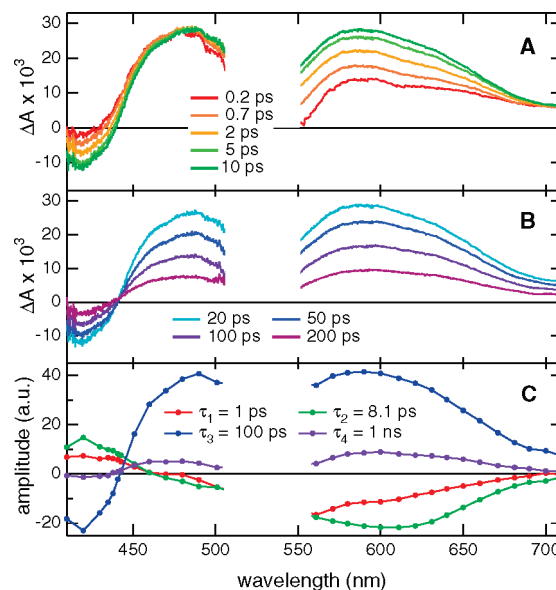 30
20
10
0
-10
ΔA x 10³
A
0.2 ps
0.7 ps
2 ps
5 ps
10 ps
30
20
10
0
-10
ΔA x 10³
B
20 ps 50 ps
100 ps 200 ps
40
20
0
-20
amplitude (a.u.)
C
τ₁ = 1 ps τ₂ = 8.1 ps
τ₃ = 100 ps τ₄ = 1 ns
450 500 550 600 650 700
wavelength (nm)